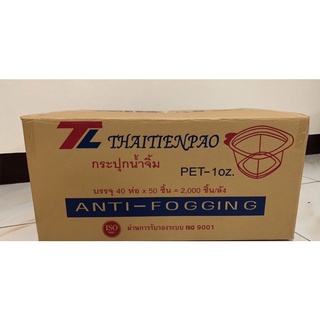 TL THAITIENPAO
กระปุกน้ำจิ้ม
PET-1oz.
บรรจุ 40 ห่อ x 50 ชิ้น = 2,000 ชิ้น/ลัง
ANTI-FOGGING
ISO ผ่านการรับรองระบบ ISO 9001